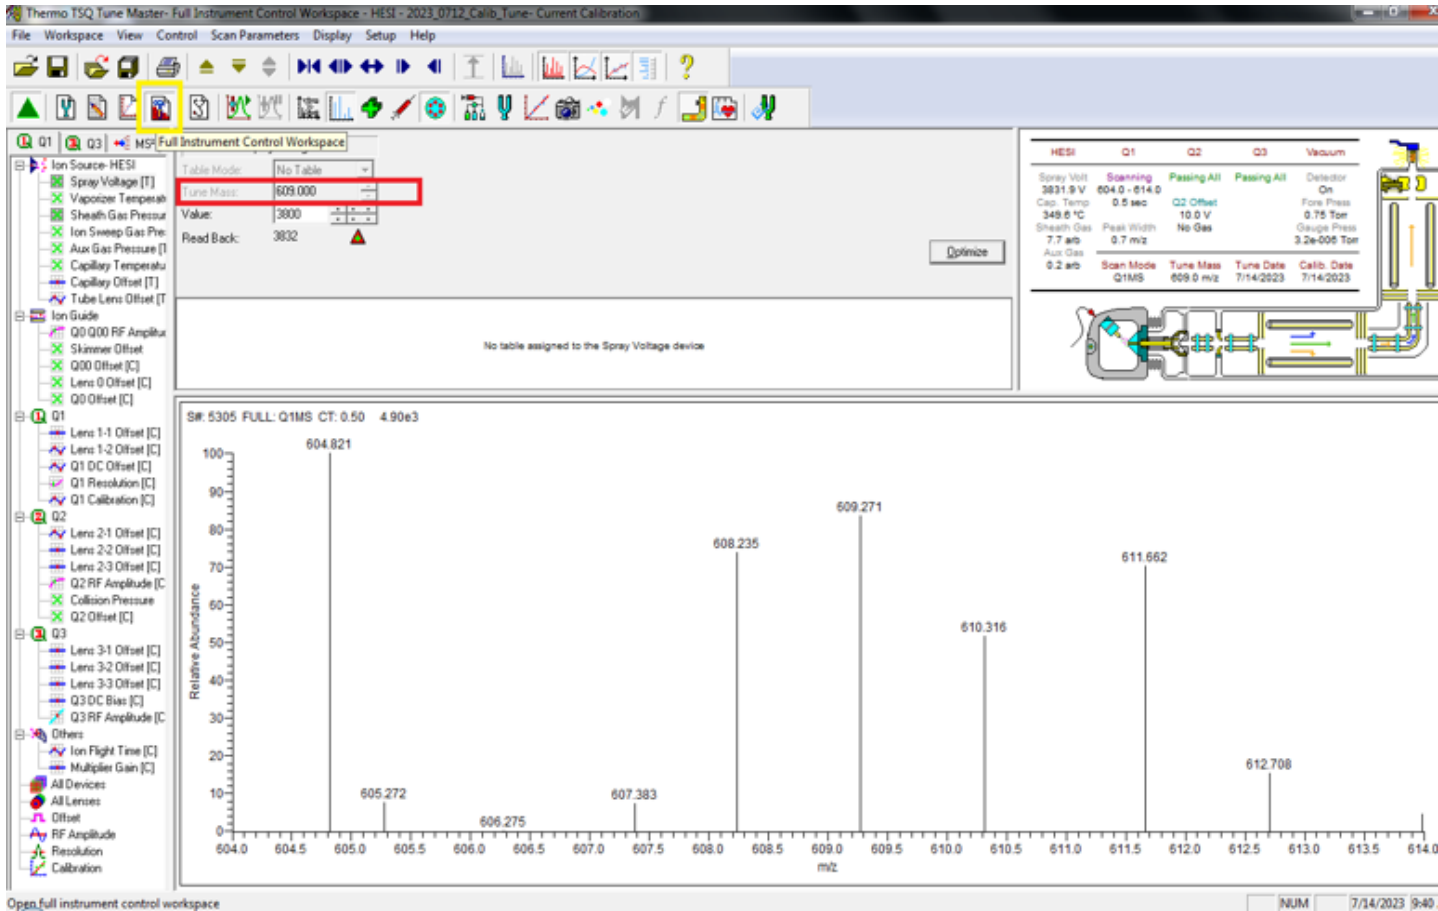 Thermo TSQ Tune Master- Full Instrument Control Workspace - HESI - 2023_0712_Calib_Tune- Current Calibration
File Workspace View Control Scan Parameters Display Setup Help
Full Instrument Control Workspace
Q1 Q3
Ion Source- HESI
Spray Voltage [T]
Vaporizer
Sheath Gas
Ion Sweep Gas
Aux Gas Pressure
Capillary
Capillary Offset [T]
Tube Lens Offset
Ion Guide
Q0 Q00 RF
Skimmer Offset
Q00 Offset [C]
Lens 0 Offset [C]
Q0 Offset [C]
Q1
Lens 1-1 Offset [C]
Lens 1-2 Offset [C]
Q1 DC Offset [C]
Q1 Resolution [C]
Q1 Calibration [C]
Q2
Lens 2-1 Offset [C]
Lens 2-2 Offset [C]
Lens 2-3 Offset [C]
Q2 RF Amplitude [C
Collision Pressure
Q2 Offset [C]
Q3
Lens 3-1 Offset [C]
Lens 3-2 Offset [C]
Lens 3-3 Offset [C]
Q3 DC Bias [C]
Q3 RF Amplitude [C
Others
Ion Flight Time [C]
Multiplier Gain [C]
All Devices
All Lenses
Offset
RF Amplitude
Resolution
Calibration
Table Mode: No Table
Tune Mass: 609.000
Value: 3800
Read Back: 3832
Optimize
No table assigned to the Spray Voltage device
HESI Q1 Q2 Q3 Vacuum
Spray Volt Scanning Passing All Passing All Detector
3831.9 V 604.0 - 614.0 On
Cap. Temp 0.5 sec Q2 Offset Fore Press
349.6 °C 10.0 V 0.75 Torr
Sheath Gas Peak Width No Gas Gauge Press
7.7 arb 0.7 m/z 3.2e-006 Torr
Aux Gas
0.2 arb Scan Mode Tune Mass Tune Date Calib. Date
Q1MS 609.0 m/z 7/14/2023 7/14/2023
S#: 5305 FULL: Q1MS CT: 0.50 4.90e3
604.821
609.271
608.235
611.662
610.316
612.708
605.272
607.383
606.275
100
90
80
70
60
50
40
30
20
10
0
Relative Abundance
604.0 604.5 605.0 605.5 606.0 606.5 607.0 607.5 608.0 608.5 609.0 609.5 610.0 610.5 611.0 611.5 612.0 612.5 613.0 613.5 614.0
m/z
Open full instrument control workspace NUM 7/14/2023 9:40